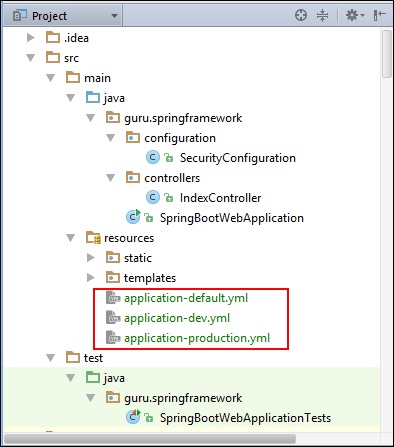 Project
.idea
src
main
java
guru.springframework
configuration
C SecurityConfiguration
controllers
C IndexController
C SpringBootWebApplication
resources
static
templates
application-default.yml
application-dev.yml
application-production.yml
test
java
guru.springframework
C SpringBootWebApplicationTests